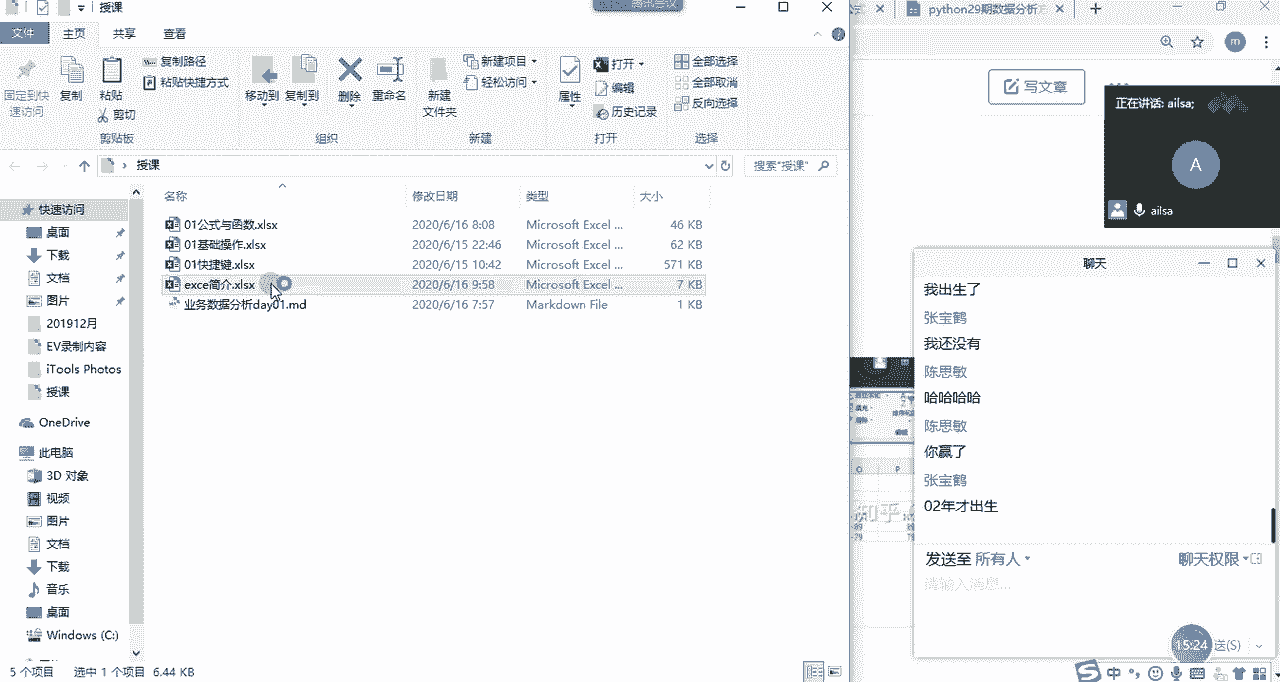 授课
腾讯会议
文件 主页 共享 查看
固定到快速访问
复制
粘贴
复制路径
粘贴快捷方式
剪切
剪贴板
移动到
复制到
删除
重命名
组织
新建文件夹
新建项目
轻松访问
新建
属性
打开
编辑
历史记录
打开
全部选择
全部取消
反向选择
选择
授课
搜索"授课"
名称 修改日期 类型 大小
01公式与函数.xlsx 2020/6/16 8:08 Microsoft Excel ... 46 KB
01基础操作.xlsx 2020/6/15 22:46 Microsoft Excel ... 62 KB
01快捷键.xlsx 2020/6/15 10:42 Microsoft Excel ... 571 KB
exce简介.xlsx 2020/6/16 9:58 Microsoft Excel ... 7 KB
业务数据分析day01.md 2020/6/16 7:57 Markdown File 1 KB
快速访问
桌面
下载
文档
图片
201912月
EV录制内容
iTools Photos
授课
OneDrive
此电脑
3D 对象
视频
图片
文档
下载
音乐
桌面
Windows (C:)
5 个项目 选中 1 个项目 6.44 KB
python29期数据分析
m
写文章
正在讲话: ailsa;
A
ailsa
知乎
聊天
我出生了
张宝鹤
我还没有
陈思敏
哈哈哈哈
陈思敏
你赢了
张宝鹤
02年才出生
发送至 所有人
聊天权限
请输入消息...
15:24
送(S)
中